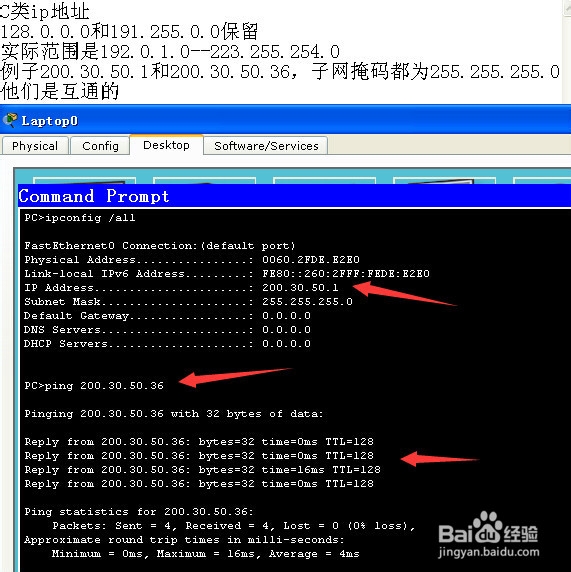 C类ip地址
128.0.0.0和191.255.0.0保留
实际范围是192.0.1.0--223.255.254.0
例子200.30.50.1和200.30.50.36，子网掩码都为255.255.255.0
他们是互通的
Laptop0
Physical Config Desktop Software/Services
Command Prompt
PC>ipconfig /all
FastEthernet0 Connection:(default port)
Physical Address................: 0060.2FDE.E2E0
Link-local IPv6 Address.........: FE80::260:2FFF:FEDE:E2E0
IP Address......................: 200.30.50.1
Subnet Mask.....................: 255.255.255.0
Default Gateway.................: 0.0.0.0
DNS Servers.....................: 0.0.0.0
DHCP Servers....................: 0.0.0.0
PC>ping 200.30.50.36
Pinging 200.30.50.36 with 32 bytes of data:
Reply from 200.30.50.36: bytes=32 time=0ms TTL=128
Reply from 200.30.50.36: bytes=32 time=0ms TTL=128
Reply from 200.30.50.36: bytes=32 time=16ms TTL=128
Reply from 200.30.50.36: bytes=32 time=0ms TTL=128
Ping statistics for 200.30.50.36:
Packets: Sent = 4, Received = 4, Lost = 0 (0% loss),
Approximate round trip times in milli-seconds:
Minimum = 0ms, Maximum = 16ms, Average = 4ms
Baidu经验
jingyan.baidu.com